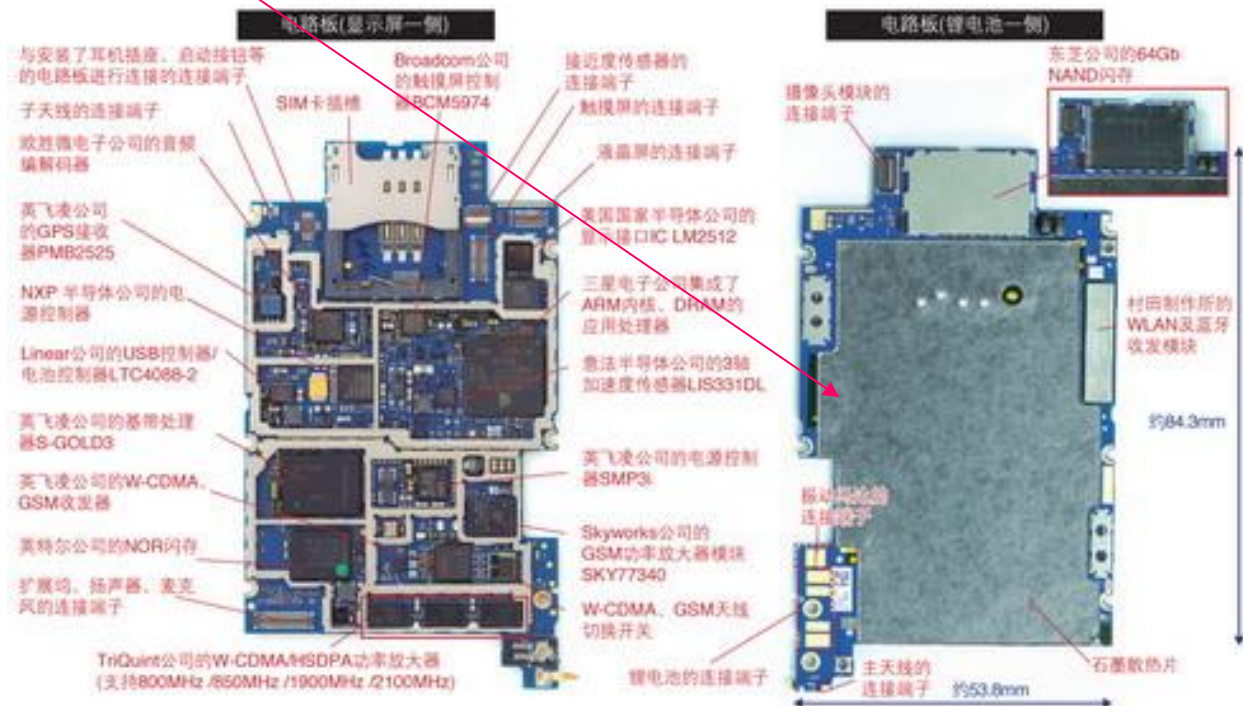 电路板(显示屏一侧)
与安装了耳机插座、启动按钮等
的电路板进行连接的连接端子
子天线的连接端子
欧胜微电子公司的音频
编解码器
英飞凌公司
的GPS接收
器PMB2525
NXP 半导体公司的电
源控制器
Linear公司的USB控制器/
电池控制器LTC4088-2
英飞凌公司的基带处理
器S-GOLD3
英飞凌公司的W-CDMA、
GSM收发器
英特尔公司的NOR闪存
扩展坞、扬声器、麦克
风的连接端子
TriQuint公司的W-CDMA/HSDPA功率放大器
(支持800MHz /850MHz /1900MHz /2100MHz)
SIM卡插槽
Broadcom公司
的触摸屏控制
器BCM5974
接近度传感器的
连接端子
触摸屏的连接端子
液晶屏的连接端子
美国国家半导体公司的
显示接口IC LM2512
三星电子公司集成了
ARM内核、DRAM的
应用处理器
意法半导体公司的3轴
加速度传感器LIS331DL
英飞凌公司的电源控制
器SMP3i
Skyworks公司的
GSM功率放大器模块
SKY77340
W-CDMA、GSM天线
切换开关
电路板(锂电池一侧)
东芝公司的64Gb
NAND闪存
摄像头模块的
连接端子
村田制作所的
WLAN及蓝牙
收发模块
约84.3mm
振动
的
连接端子
锂电池的连接端子
主天线的
连接端子
约53.8mm
石墨散热片